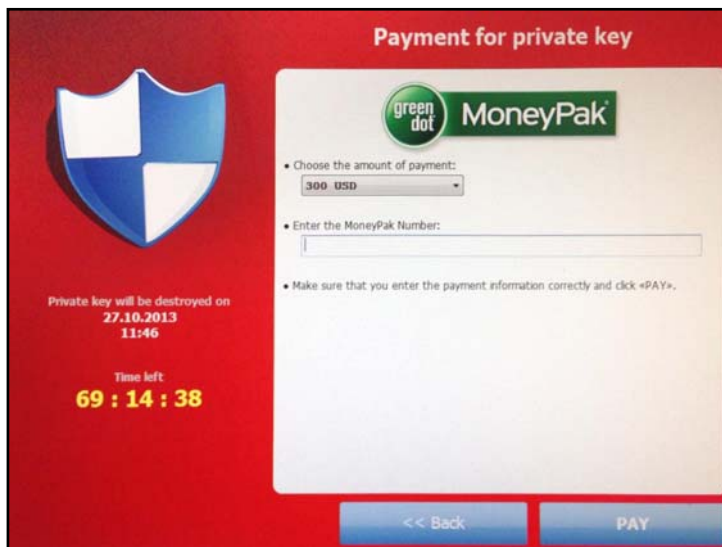 Payment for private key
green
dot
MoneyPak
• Choose the amount of payment:
300 USD
• Enter the MoneyPak Number:
• Make sure that you enter the payment information correctly and click «PAY».
Private key will be destroyed on
27.10.2013
11:46
Time left
69 : 14 : 38
<< Back
PAY